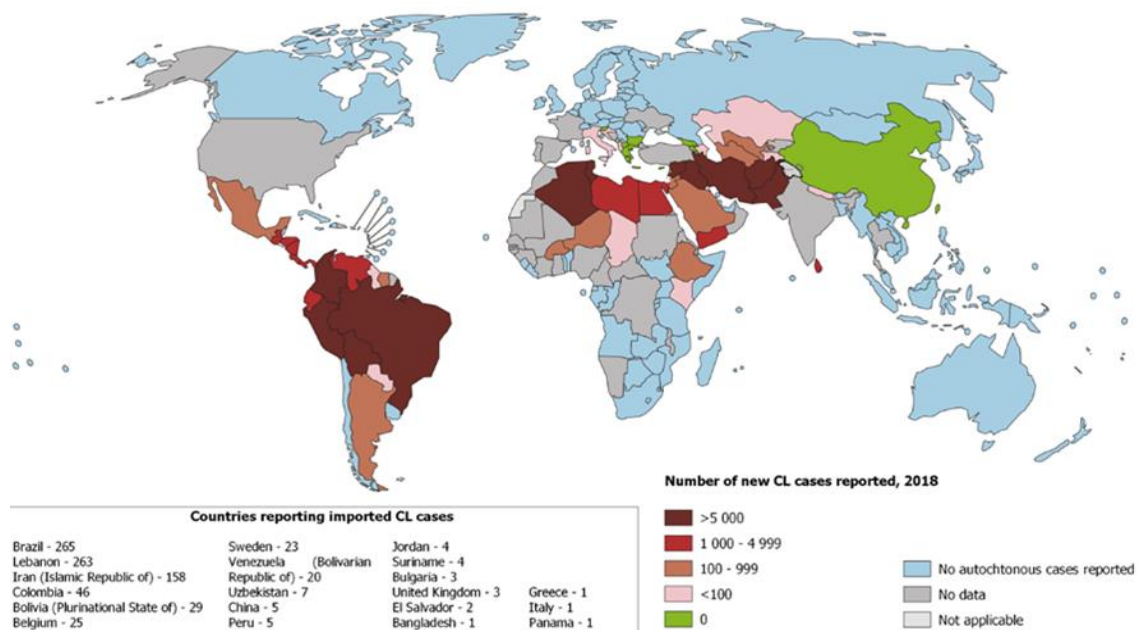 Number of new CL cases reported, 2018
>5 000
1 000 - 4 999
100 - 999
<100
0
No autochtonous cases reported
No data
Not applicable
Countries reporting imported CL cases
Brazil - 265
Lebanon - 263
Iran (Islamic Republic of) - 158
Colombia - 46
Bolivia (Plurinational State of) - 29
Belgium - 25
Sweden - 23
Venezuela (Bolivarian
Republic of) - 20
Uzbekistan - 7
China - 5
Peru - 5
Jordan - 4
Suriname - 4
Bulgaria - 3
United Kingdom - 3
El Salvador - 2
Bangladesh - 1
Greece - 1
Italy - 1
Panama - 1